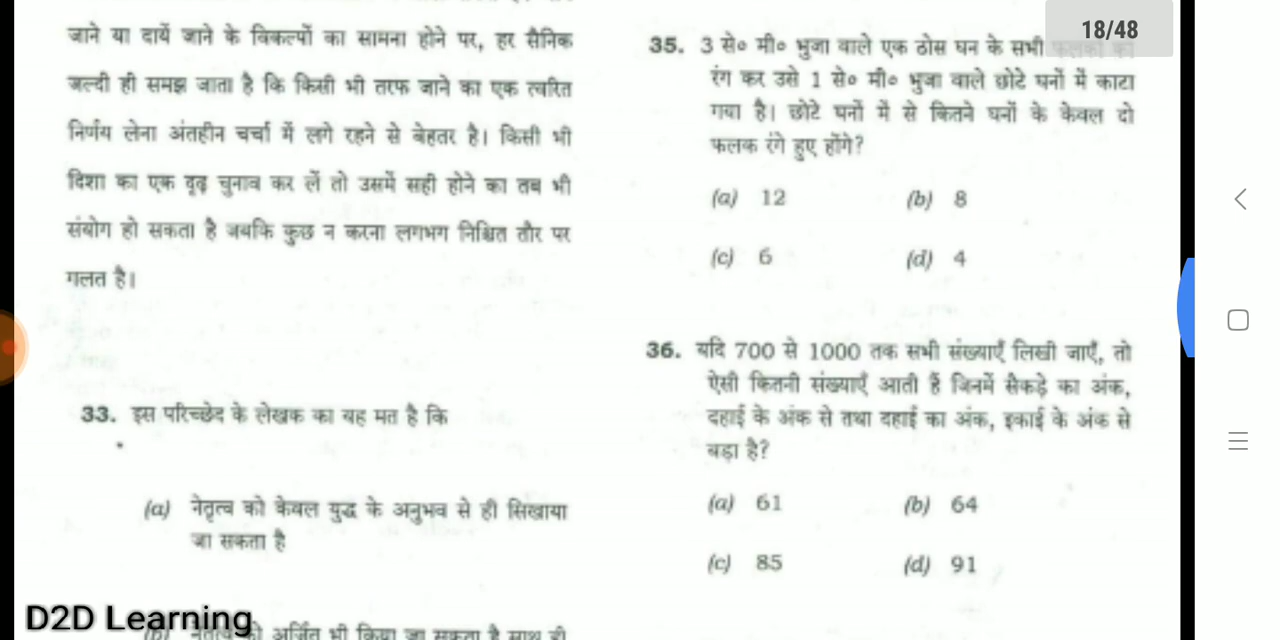 जाने या दायें जाने के विकल्पों का सामना होने पर, हर सैनिक
जल्दी ही समझ जाता है कि किसी भी तरफ जाने का एक त्वरित
निर्णय लेना अंतहीन चर्चा में लगे रहने से बेहतर है। किसी भी
दिशा का एक दृढ़ चुनाव कर लें तो उसमें सही होने का तब भी
संयोग हो सकता है जबकि कुछ न करना लगभग निश्चित तौर पर
गलत है।
33. इस परिच्छेद के लेखक का यह मत है कि
(a) नेतृत्व को केवल युद्ध के अनुभव से ही सिखाया
जा सकता है
(b) नेतृत्व को अर्जित भी किया जा सकता है साथ ही
D2D Learning
18/48
35. 3 से० मी० भुजा वाले एक ठोस घन के सभी फलकों को
रंग कर उसे 1 से० मी० भुजा वाले छोटे घनों में काटा
गया है। छोटे घनों में से कितने घनों के केवल दो
फलक रंगे हुए होंगे?
(a) 12 (b) 8
(c) 6 (d) 4
36. यदि 700 से 1000 तक सभी संख्याएँ लिखी जाएँ, तो
ऐसी कितनी संख्याएँ आती हैं जिनमें सैकड़े का अंक,
दहाई के अंक से तथा दहाई का अंक, इकाई के अंक से
बड़ा है?
(a) 61 (b) 64
(c) 85 (d) 91